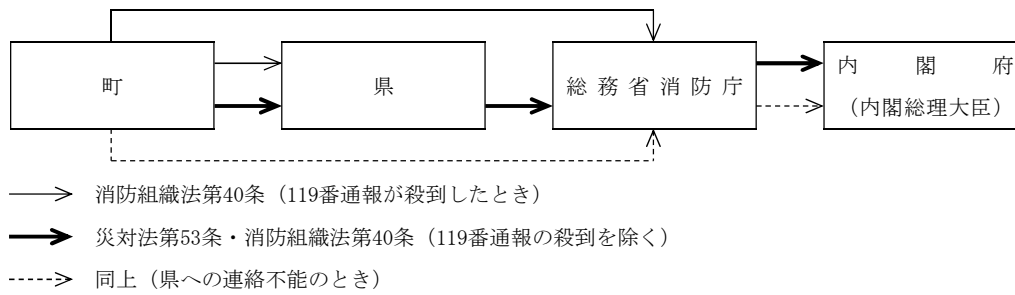 町
県
総務省消防庁
内閣府
（内閣総理大臣）
消防組織法第40条（119番通報が殺到したとき）
災対法第53条・消防組織法第40条（119番通報の殺到を除く）
同上（県への連絡不能のとき）